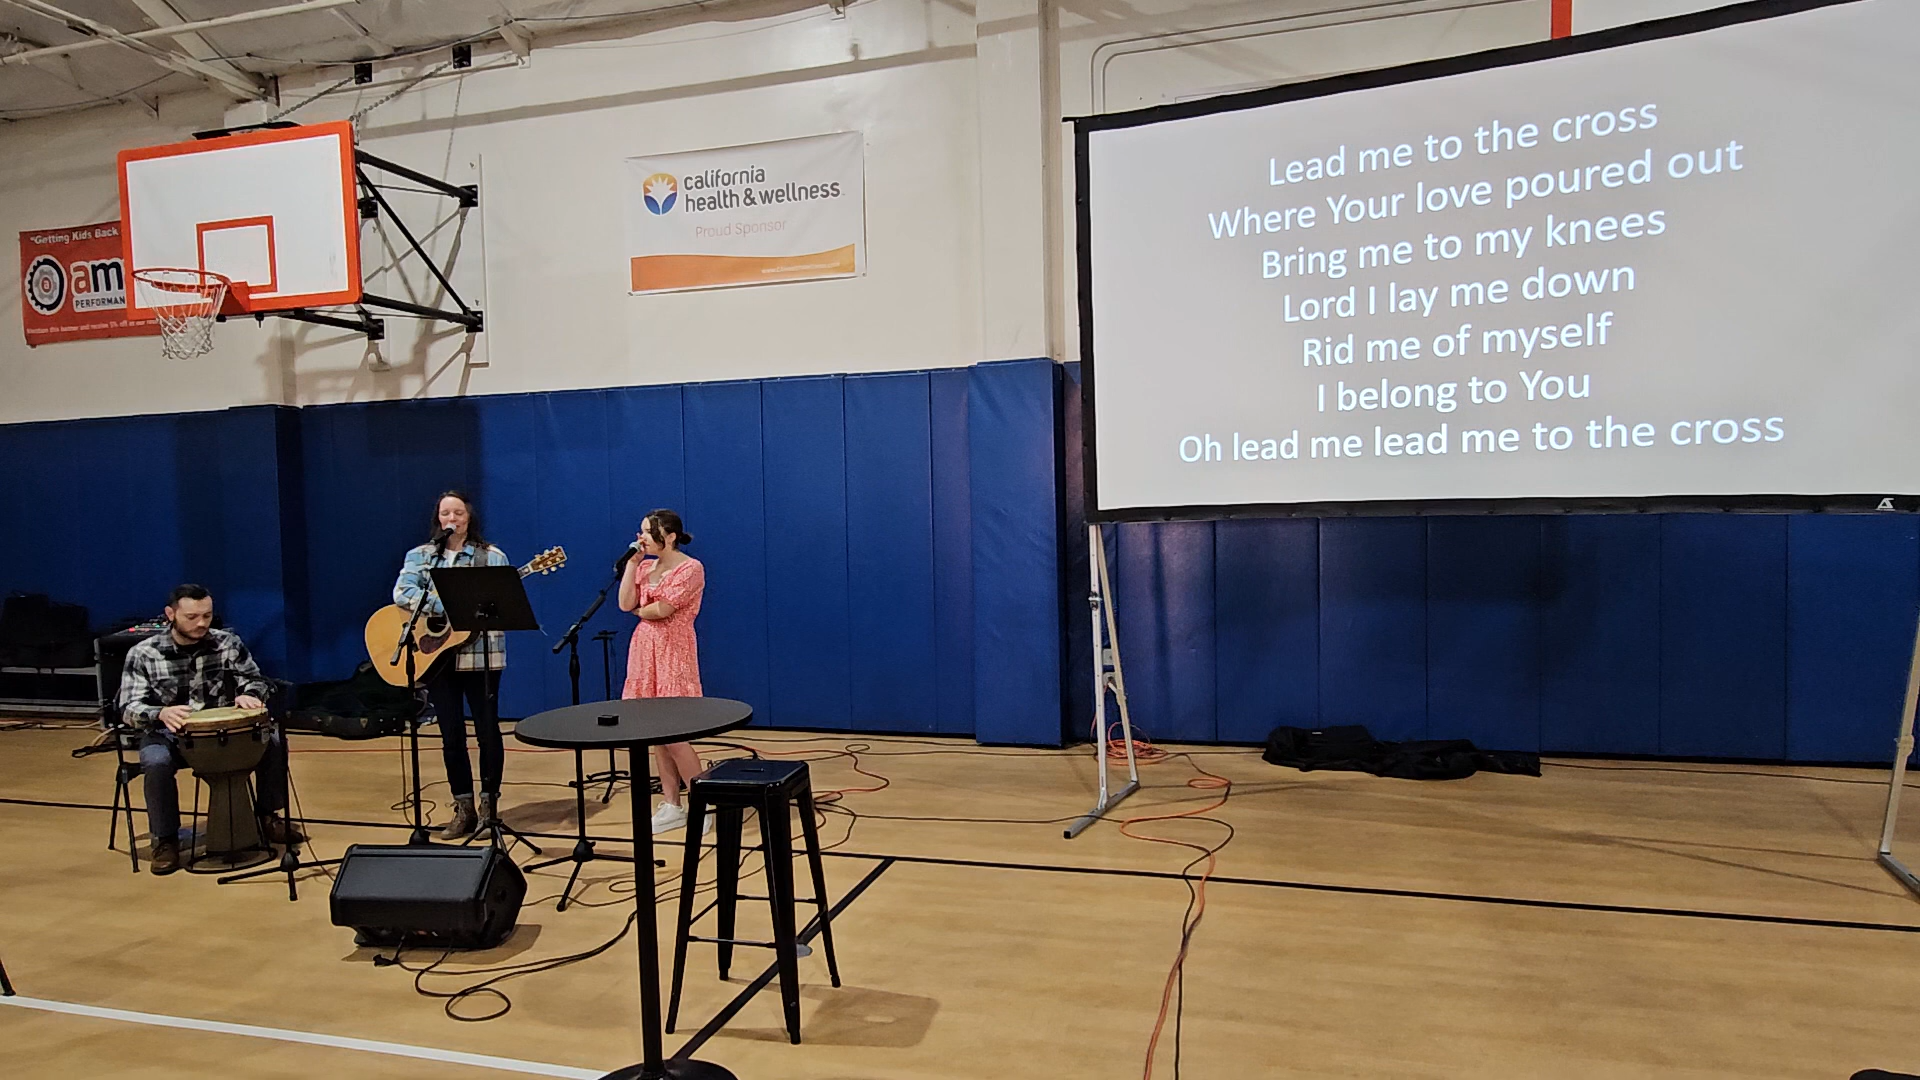 "Getting Kids Back
am
PERFORMAN
california
health & wellness
Proud Sponsor
Lead me to the cross
Where Your love poured out
Bring me to my knees
Lord I lay me down
Rid me of myself
I belong to You
Oh lead me lead me to the cross